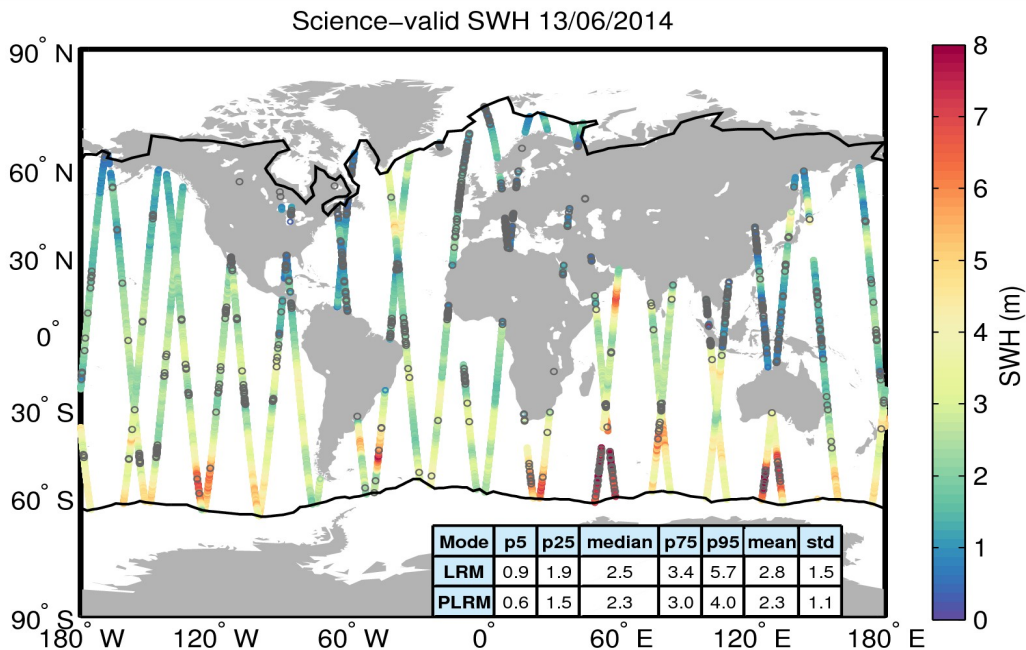 Science−valid SWH 13/06/2014
90° N
60° N
30° N
0°
30° S
60° S
90° S
180° W
120° W
60° W
0°
60° E
120° E
180° E
8
7
6
5
4
3
2
1
0
SWH (m)
Mode p5 p25 median p75 p95 mean std
LRM 0.9 1.9 2.5 3.4 5.7 2.8 1.5
PLRM 0.6 1.5 2.3 3.0 4.0 2.3 1.1